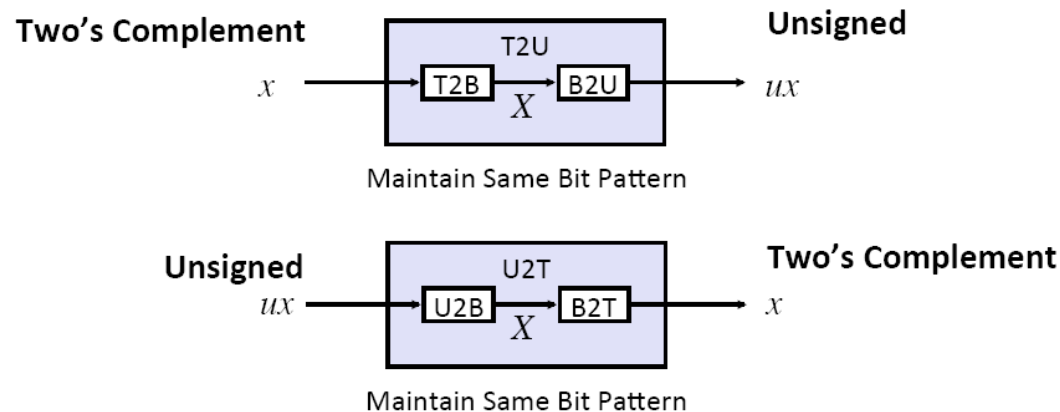 Two's Complement
Unsigned
T2U
x
T2B
X
B2U
ux
Maintain Same Bit Pattern
Unsigned
Two's Complement
U2T
ux
U2B
X
B2T
x
Maintain Same Bit Pattern